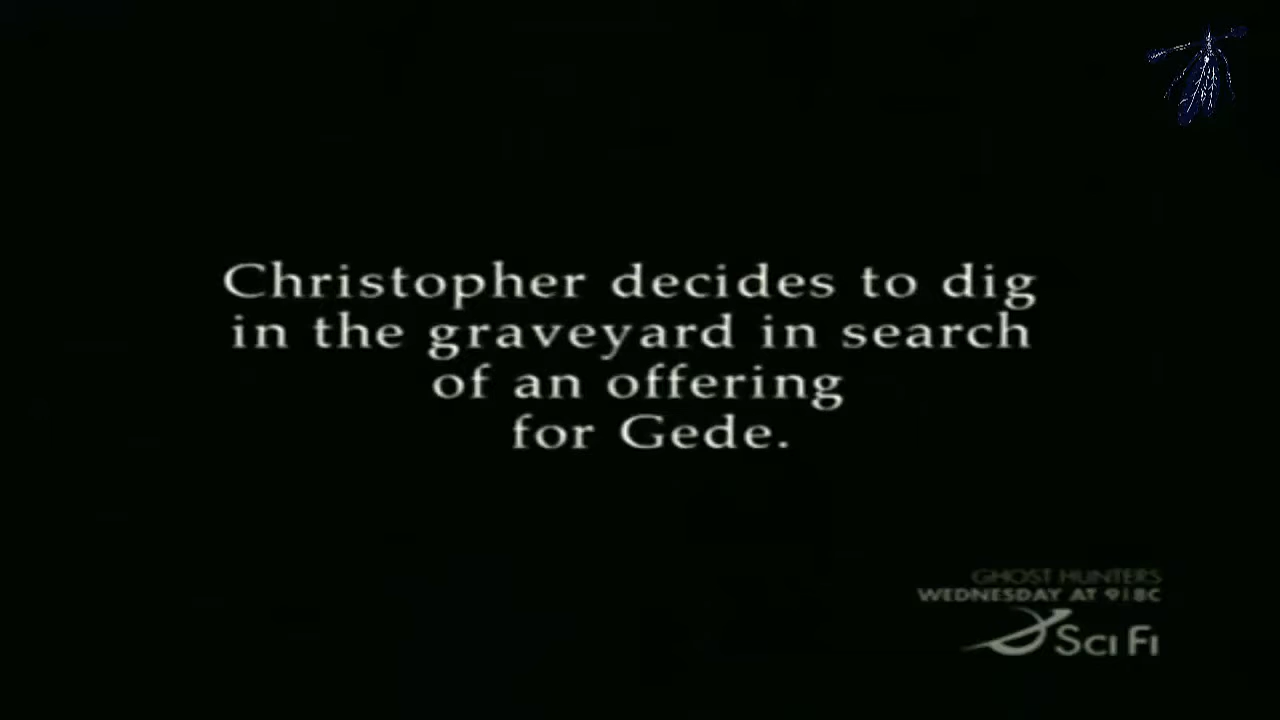 Christopher decides to dig
in the graveyard in search
of an offering
for Gede.
GHOST HUNTERS
WEDNESDAY AT 9|8C
SCI FI